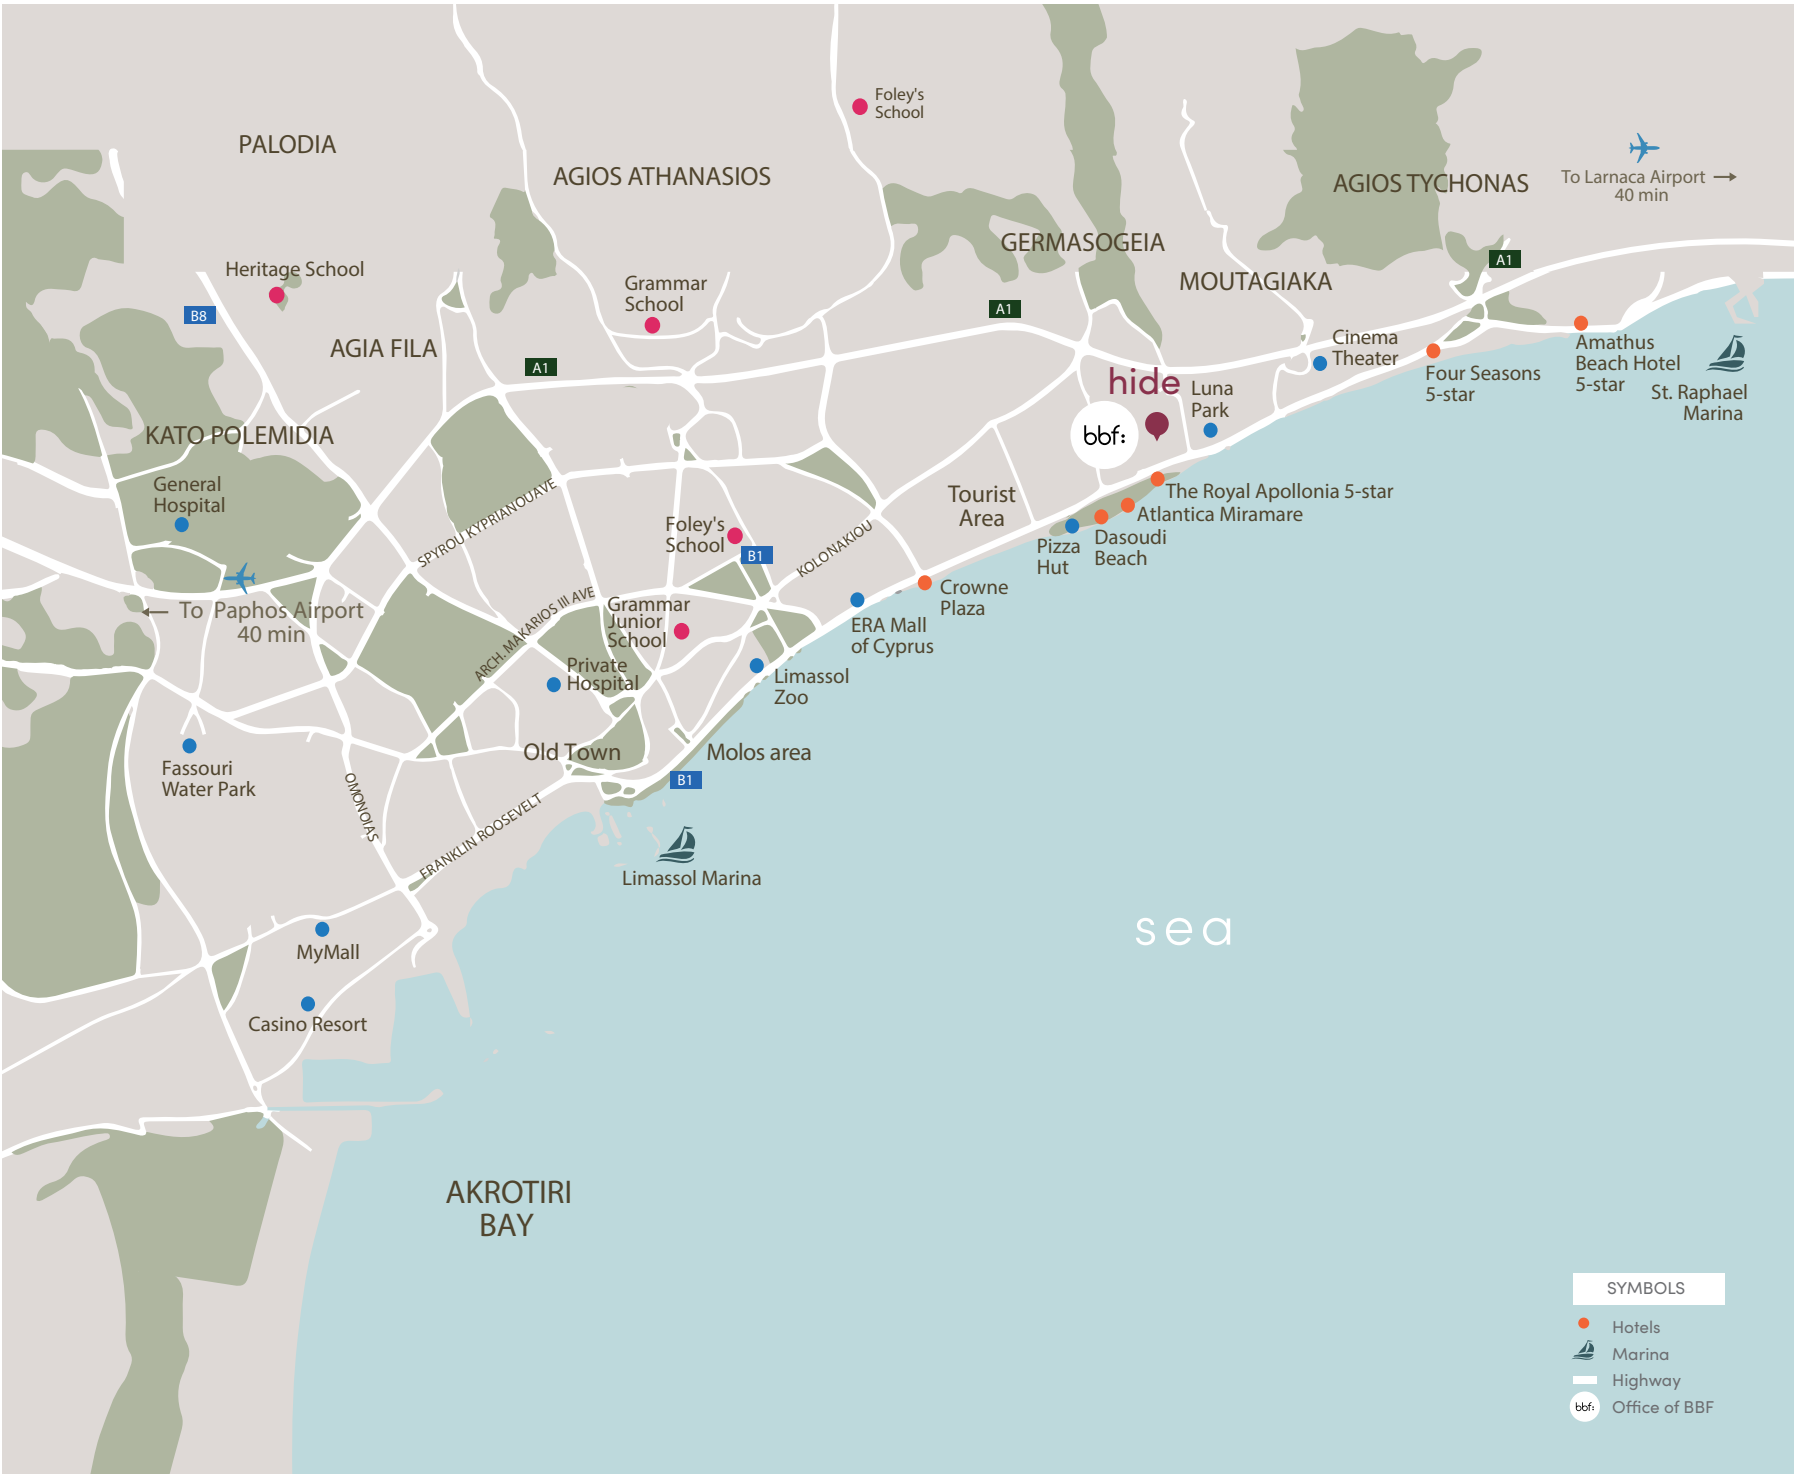 Foley's
School
PALODIA
AGIOS ATHANASIOS
AGIOS TYCHONAS
To Larnaca Airport
40 min
GERMASOGEIA
MOUTAGIAKA
A1
Heritage School
Grammar
School
B8
A1
AGIA FILA
A1
Cinema
Theater
Amathus
Beach Hotel
5-star
Four Seasons
5-star
St. Raphael
Marina
hide
bbf:
Luna
Park
KATO POLEMIDIA
General
Hospital
SPYROU KYPRIANOUAVE
Tourist
Area
The Royal Apollonia 5-star
Atlantica Miramare
Dasoudi
Beach
Pizza
Hut
Foley's
School
B1
KOLONAKIOU
Crowne
Plaza
ERA Mall
of Cyprus
To Paphos Airport
40 min
ARCH. MAKARIOS III AVE
Grammar
Junior
School
Private
Hospital
Limassol
Zoo
Old Town
Molos area
B1
Fassouri
Water Park
OMONOIAS
FRANKLIN ROOSEVELT
Limassol Marina
sea
MyMall
Casino Resort
AKROTIRI
BAY
SYMBOLS
Hotels
Marina
Highway
bbf: Office of BBF